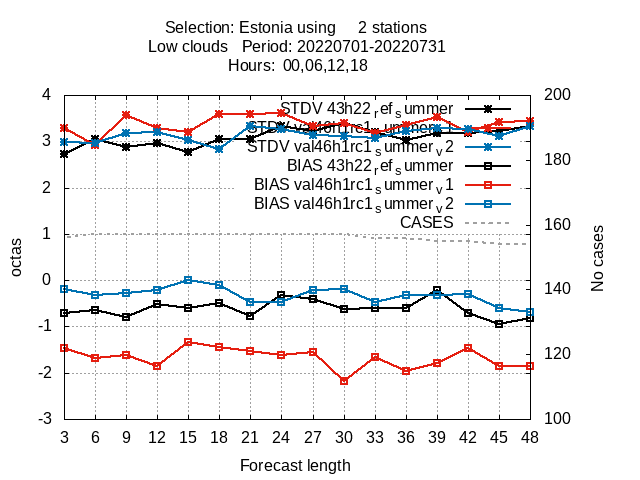 Selection: Estonia using 2 stations
Low clouds Period: 20220701-20220731
Hours: 00,06,12,18
4 200
STDV 43h22_ref_summer
STDV val46h1rc1_summer
STDV val46h1rc1_summer_v2
BIAS 43h22_ref_summer
BIAS val46h1rc1_summer_v1
BIAS val46h1rc1_summer_v2
CASES
3 180
2
1 160
0 140
-1
-2 120
-3 100
octas
No cases
3 6 9 12 15 18 21 24 27 30 33 36 39 42 45 48
Forecast length